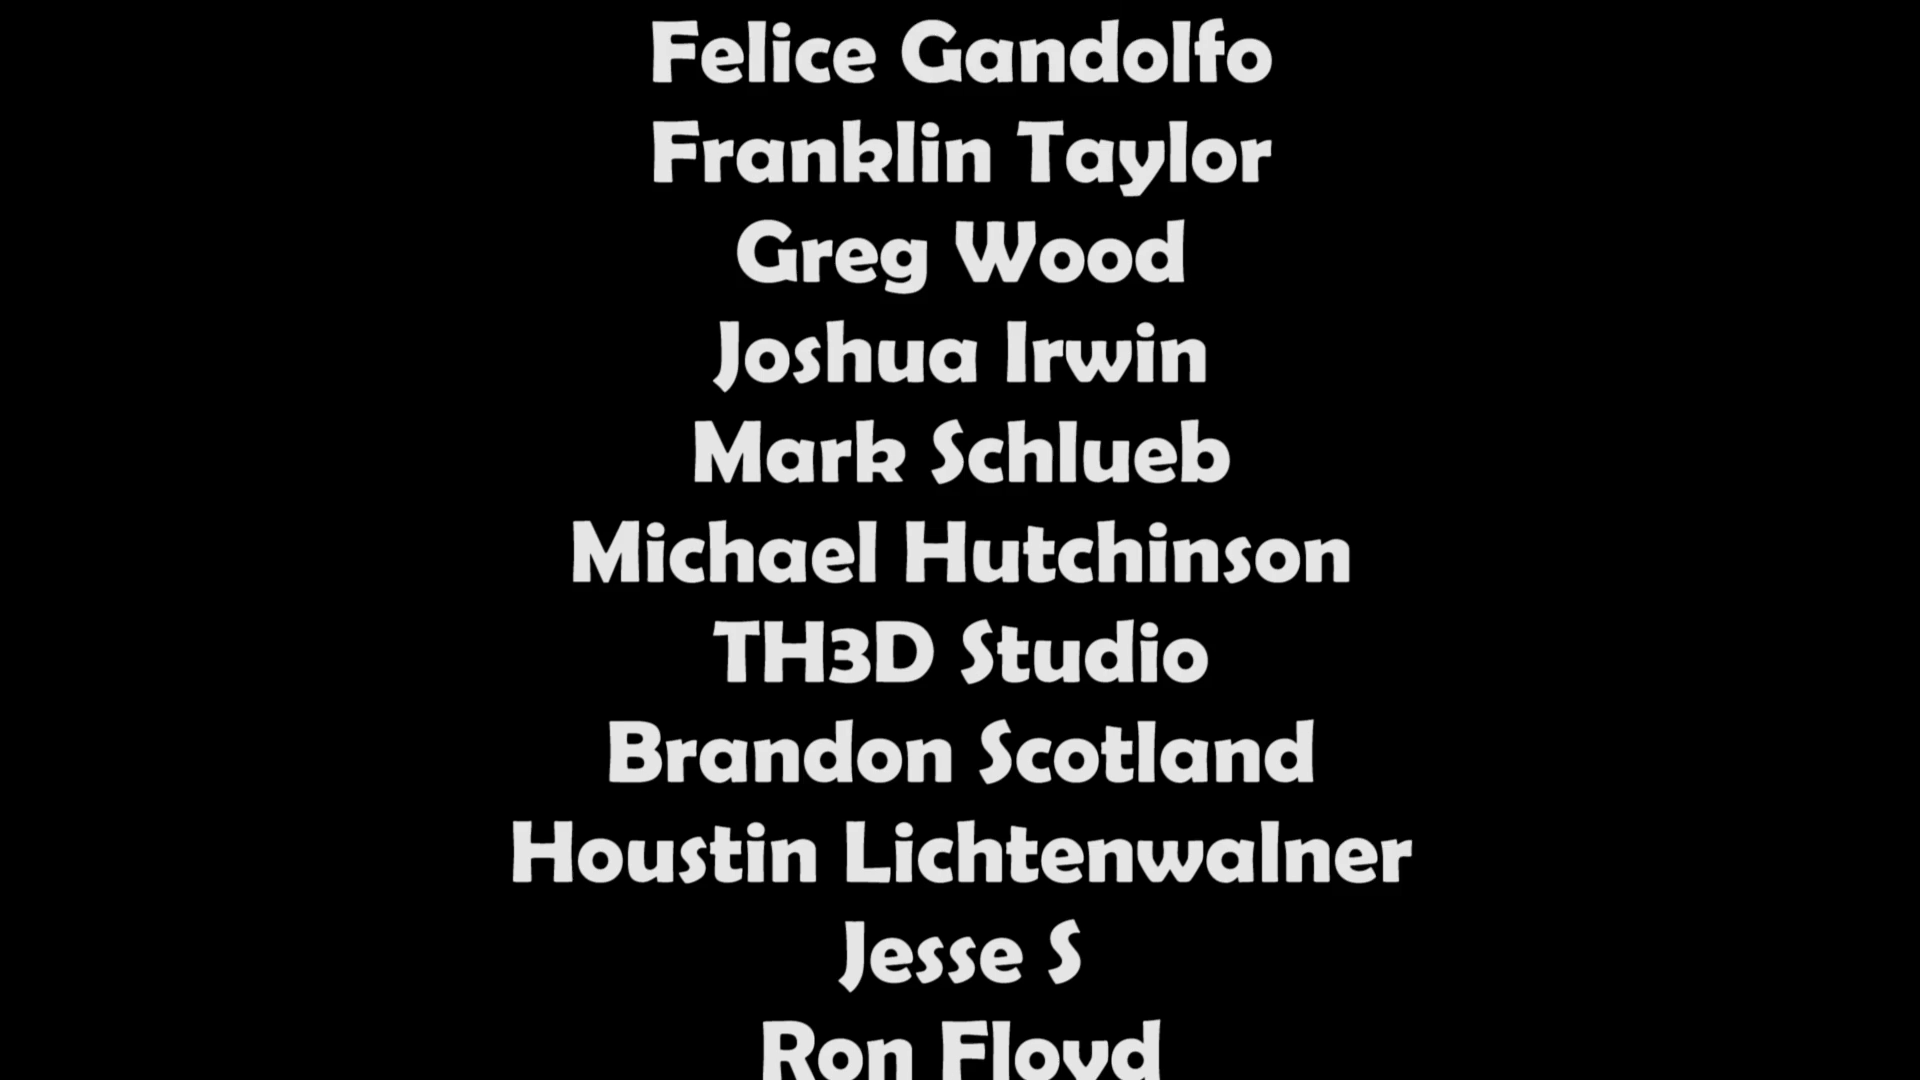 Felice Gandolfo
Franklin Taylor
Greg Wood
Joshua Irwin
Mark Schlueb
Michael Hutchinson
TH3D Studio
Brandon Scotland
Houstin Lichtenwalner
Jesse S
Ron Floyd